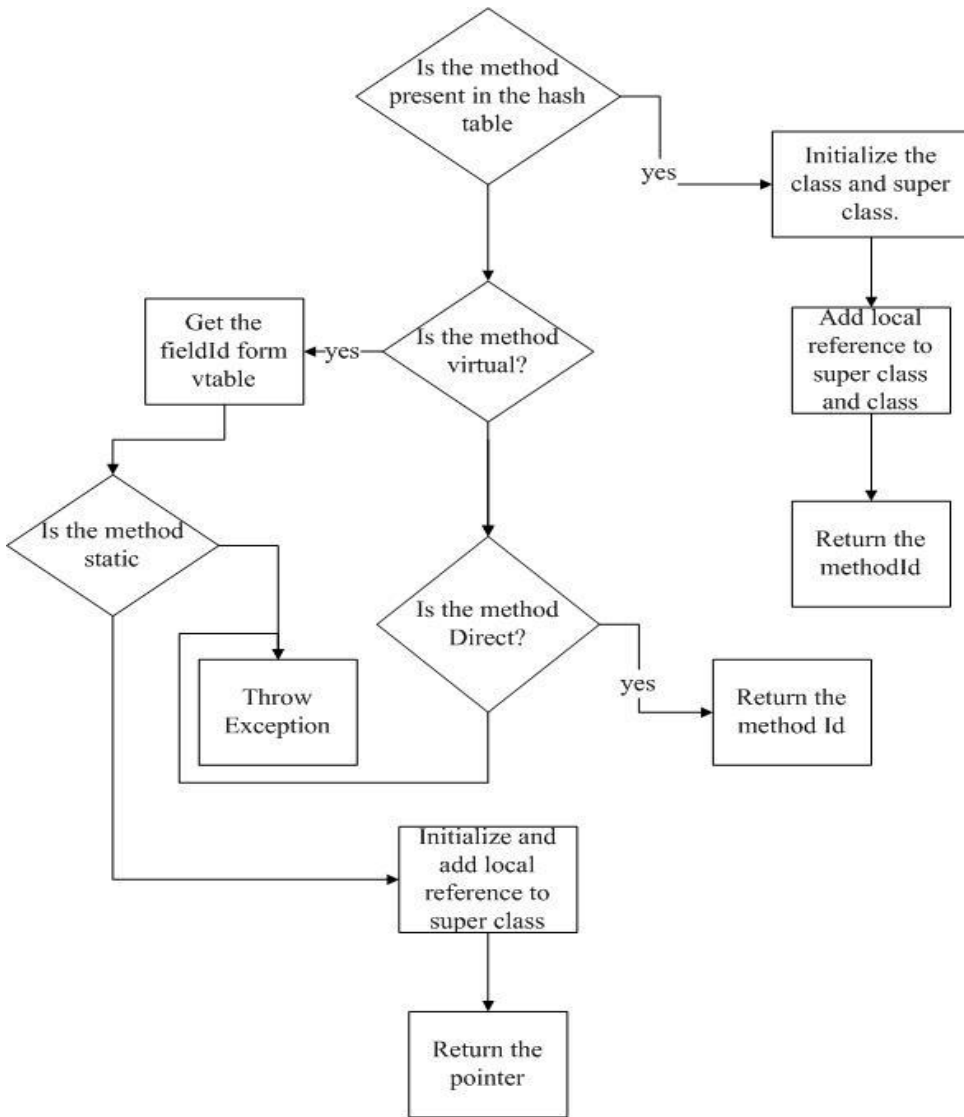 Is the method
present in the hash
table
yes
Initialize the
class and super
class.
Get the
fieldId form
vtable
yes
Is the method
virtual?
Add local
reference to
super class
and class
Is the method
static
Return the
methodId
Is the method
Direct?
yes
Throw
Exception
Return the
method Id
Initialize and
add local
reference to
super class
Return the
pointer